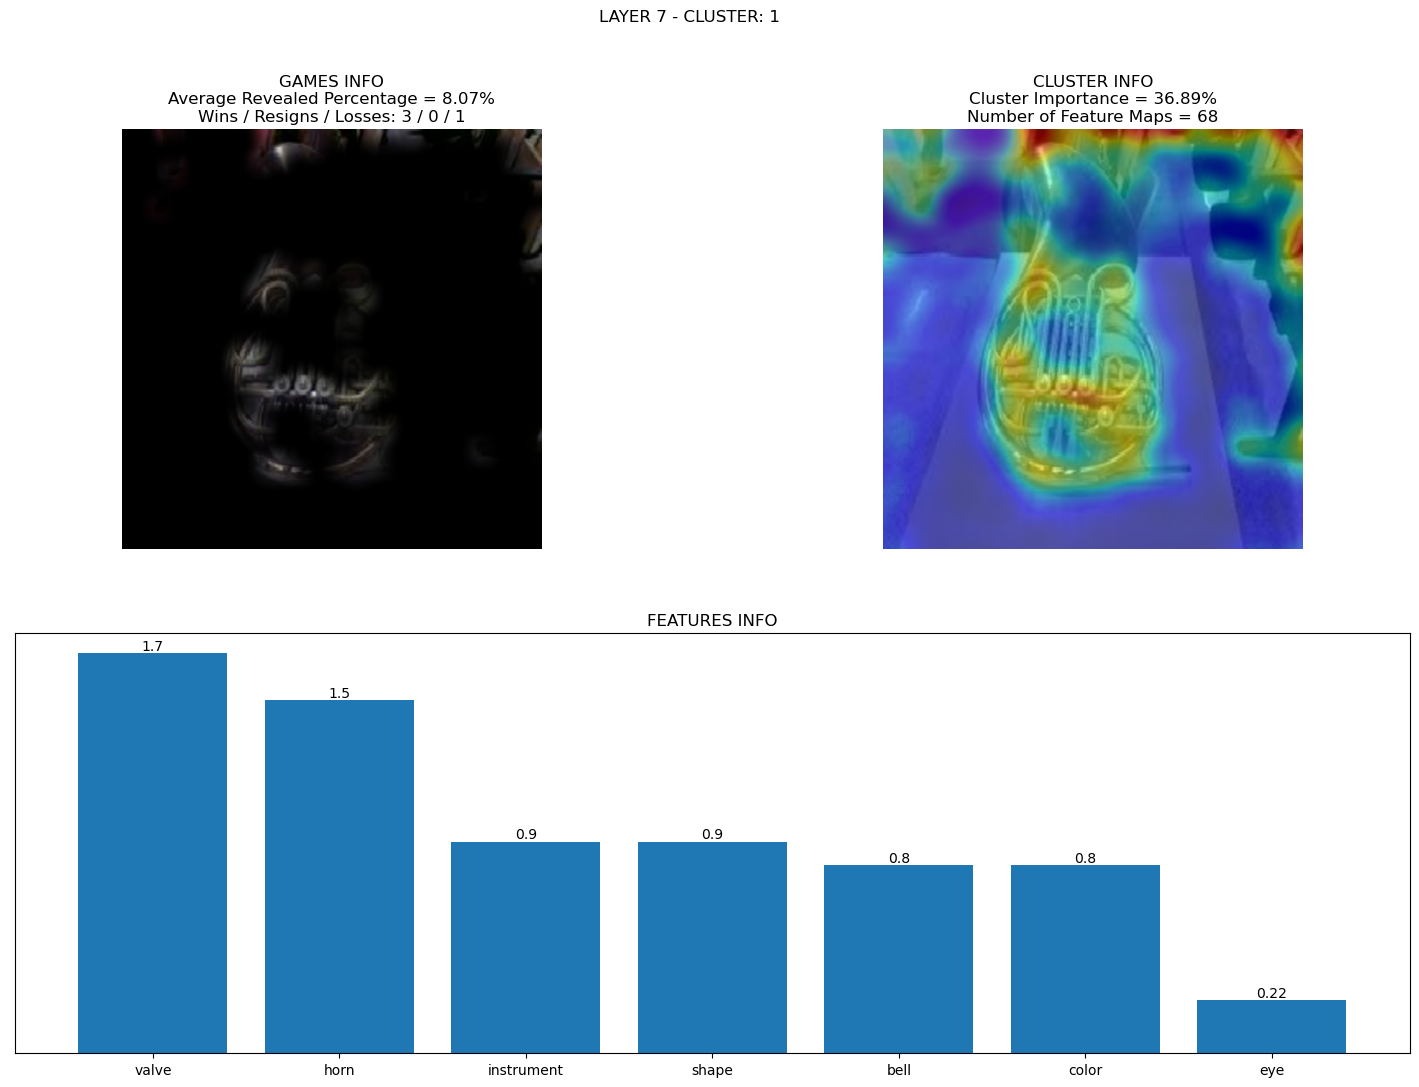 LAYER 7 - CLUSTER: 1
GAMES INFO
Average Revealed Percentage = 8.07%
Wins / Resigns / Losses: 3 / 0 / 1
CLUSTER INFO
Cluster Importance = 36.89%
Number of Feature Maps = 68
FEATURES INFO
1.7
1.5
0.9
0.9
0.8
0.8
0.22
valve
horn
instrument
shape
bell
color
eye